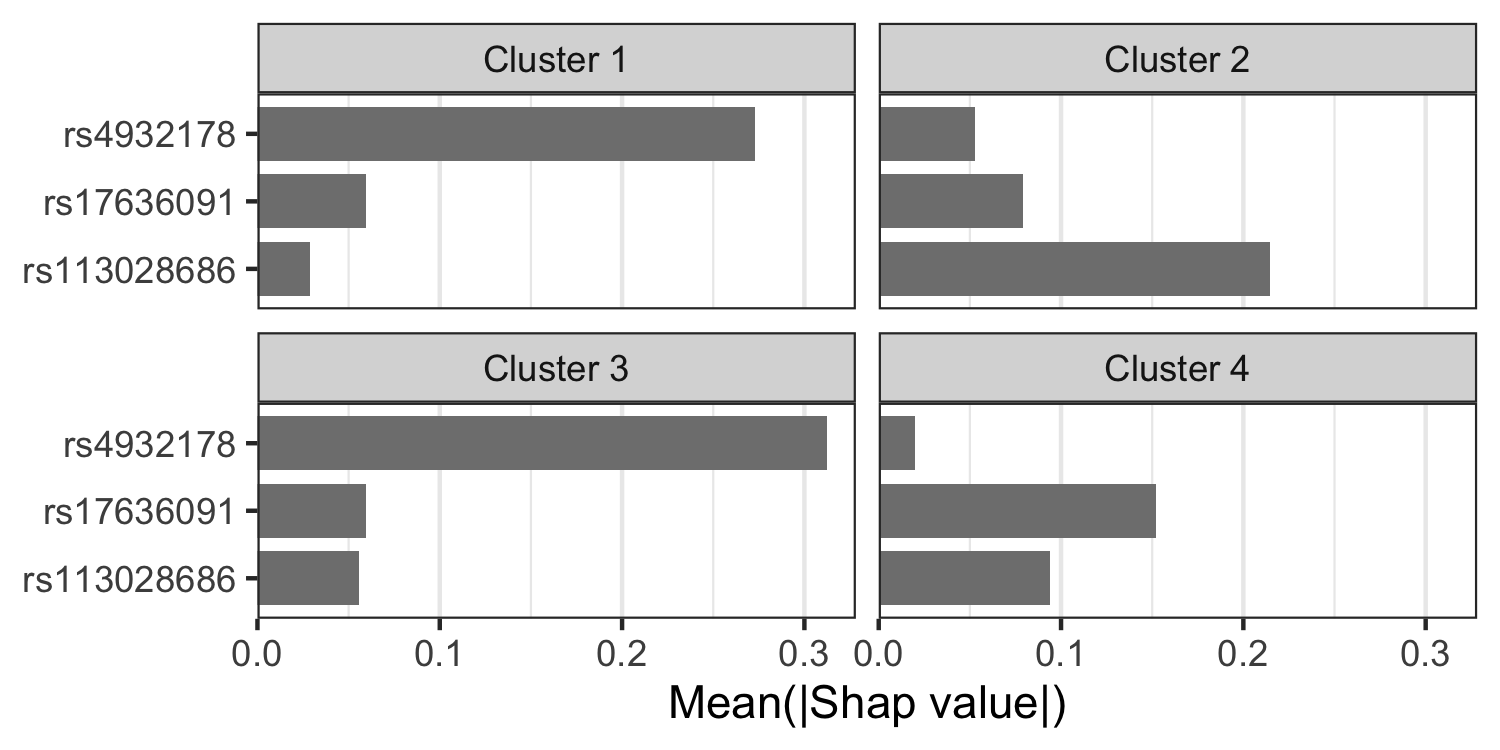 Cluster 1
Cluster 2
rs4932178
rs17636091
rs113028686
Cluster 3
Cluster 4
rs4932178
rs17636091
rs113028686
0.0 0.1 0.2 0.3 0.0 0.1 0.2 0.3
Mean(|Shap value|)